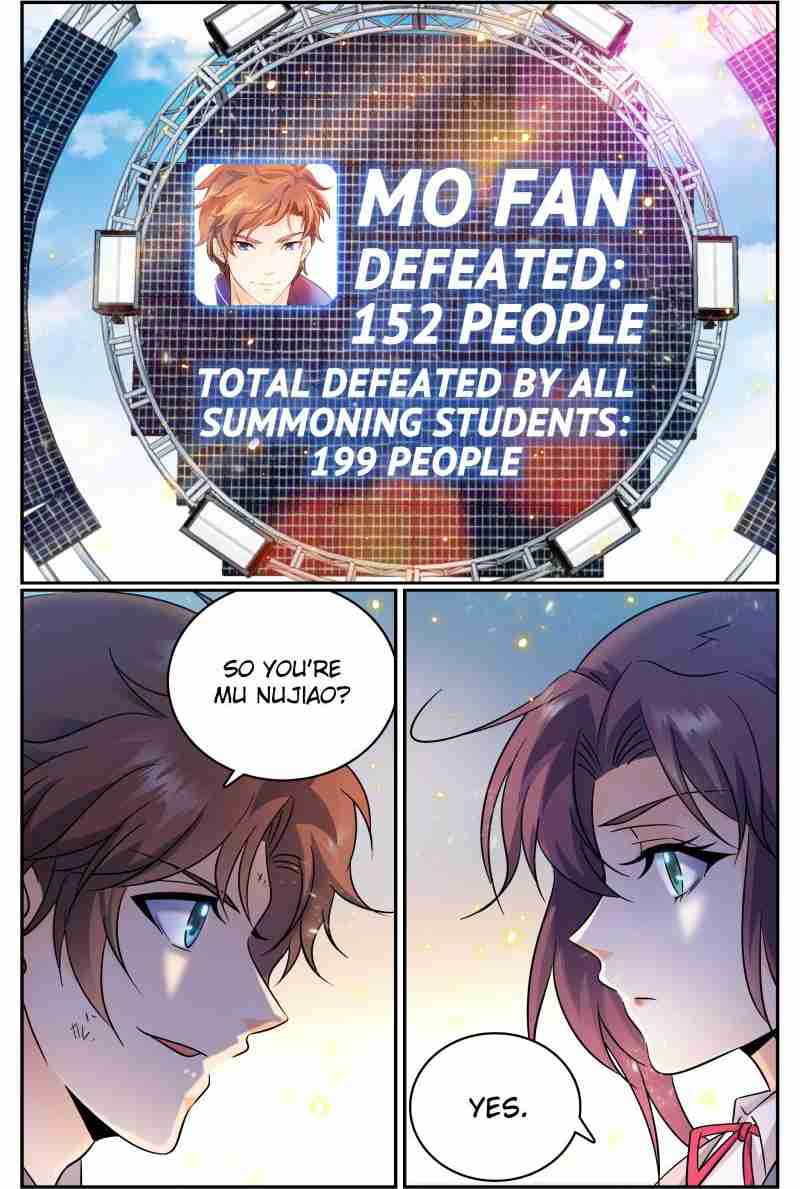 MO FAN
DEFEATED:
152 PEOPLE
TOTAL DEFEATED BY ALL
SUMMONING STUDENTS:
199 PEOPLE
SO YOU'RE
MU NUJIAO?
YES.